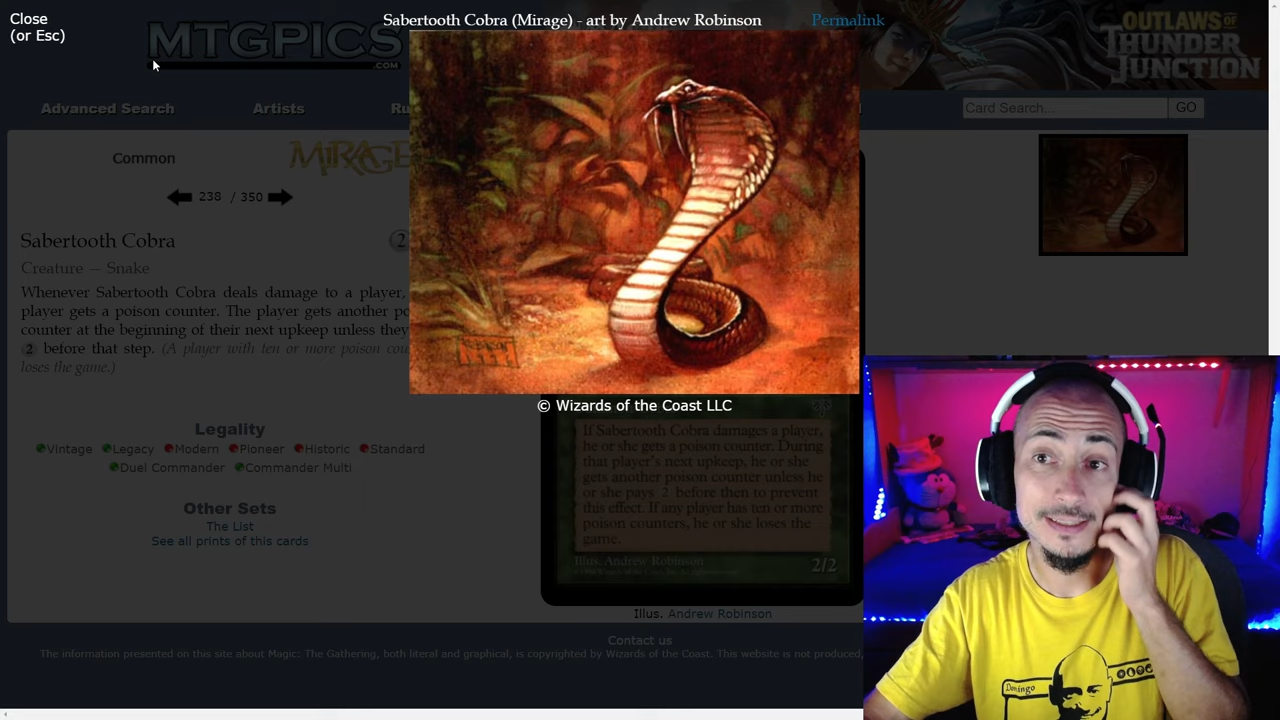 Close
(or Esc)
Sabertooth Cobra (Mirage) - art by Andrew Robinson
Permalink
MTGPICS
.COM
OUTLAWS OF
THUNDER
JUNCTION
Advanced Search
Artists
Ru
Card Search...
GO
Common
MIRAGE
238 / 350
Sabertooth Cobra
2
Creature — Snake
Whenever Sabertooth Cobra deals damage to a player,
player gets a poison counter. The player gets another po
counter at the beginning of their next upkeep unless they
2 before that step. (A player with ten or more poison cou
loses the game.)
© Wizards of the Coast LLC
Legality
Vintage Legacy Modern Pioneer Historic Standard
Duel Commander Commander Multi
Other Sets
The List
See all prints of this cards
If Sabertooth Cobra damages a player,
he or she gets a poison counter. During
that player's next upkeep, he or she
gets another poison counter unless he
or she pays 2 before then to prevent
this effect. If any player has ten or more
poison counters, he or she loses the
game.
Illus. Andrew Robinson
2/2
Illus. Andrew Robinson
Contact us
The information presented on this site about Magic: The Gathering, both literal and graphical, is copyrighted by Wizards of the Coast. This website is not produced,
Domingo